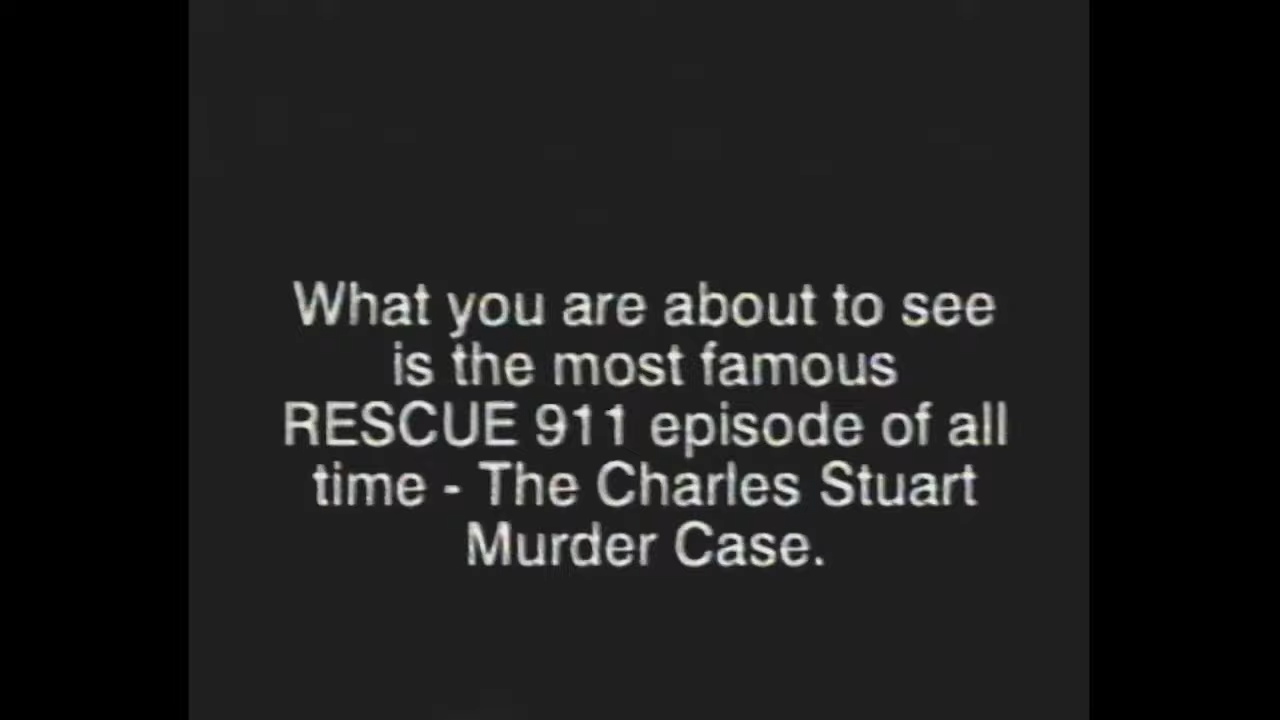 What you are about to see
is the most famous
RESCUE 911 episode of all
time - The Charles Stuart
Murder Case.